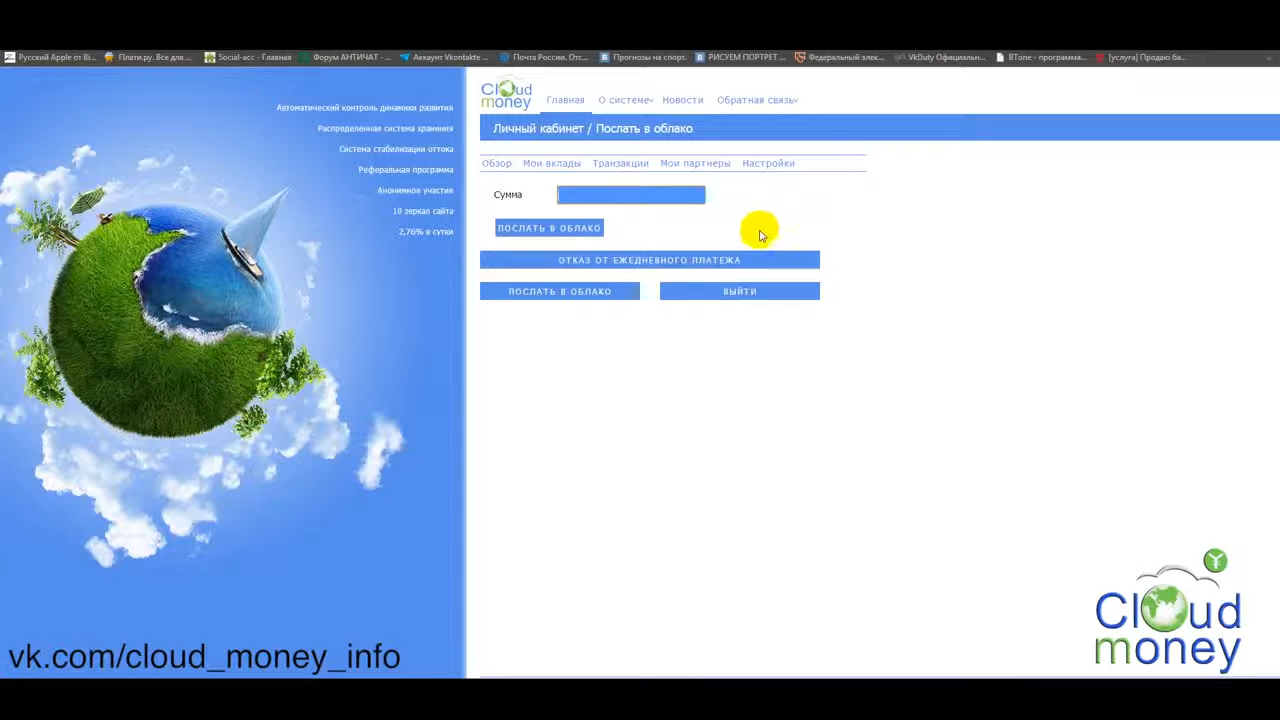 Русский Apple от Bi...
Плати.ру. Все для ...
Social-acc - Главная
Форум АНТИЧАТ - ...
Аккаунт Vkontakte ...
Почта России. Отс...
Прогнозы на спорт.
РИСУЕМ ПОРТРЕТ ...
Федеральный элек...
VkDuty Официальн...
BTone - программа...
[услуга] Продаю ба...
Автоматический контроль динамики развития
Распределенная система хранения
Система стабилизации оттока
Реферальная программа
Анонимное участие
10 зеркал сайта
2,76% в сутки
Cloud
money
Главная
О системе
Новости
Обратная связь
Личный кабинет / Послать в облако
Обзор
Мои вклады
Транзакции
Мои партнеры
Настройки
Сумма
ПОСЛАТЬ В ОБЛАКО
ОТКАЗ ОТ ЕЖЕДНЕВНОГО ПЛАТЕЖА
ПОСЛАТЬ В ОБЛАКО
ВЫЙТИ
¥
Cloud
money
vk.com/cloud_money_info